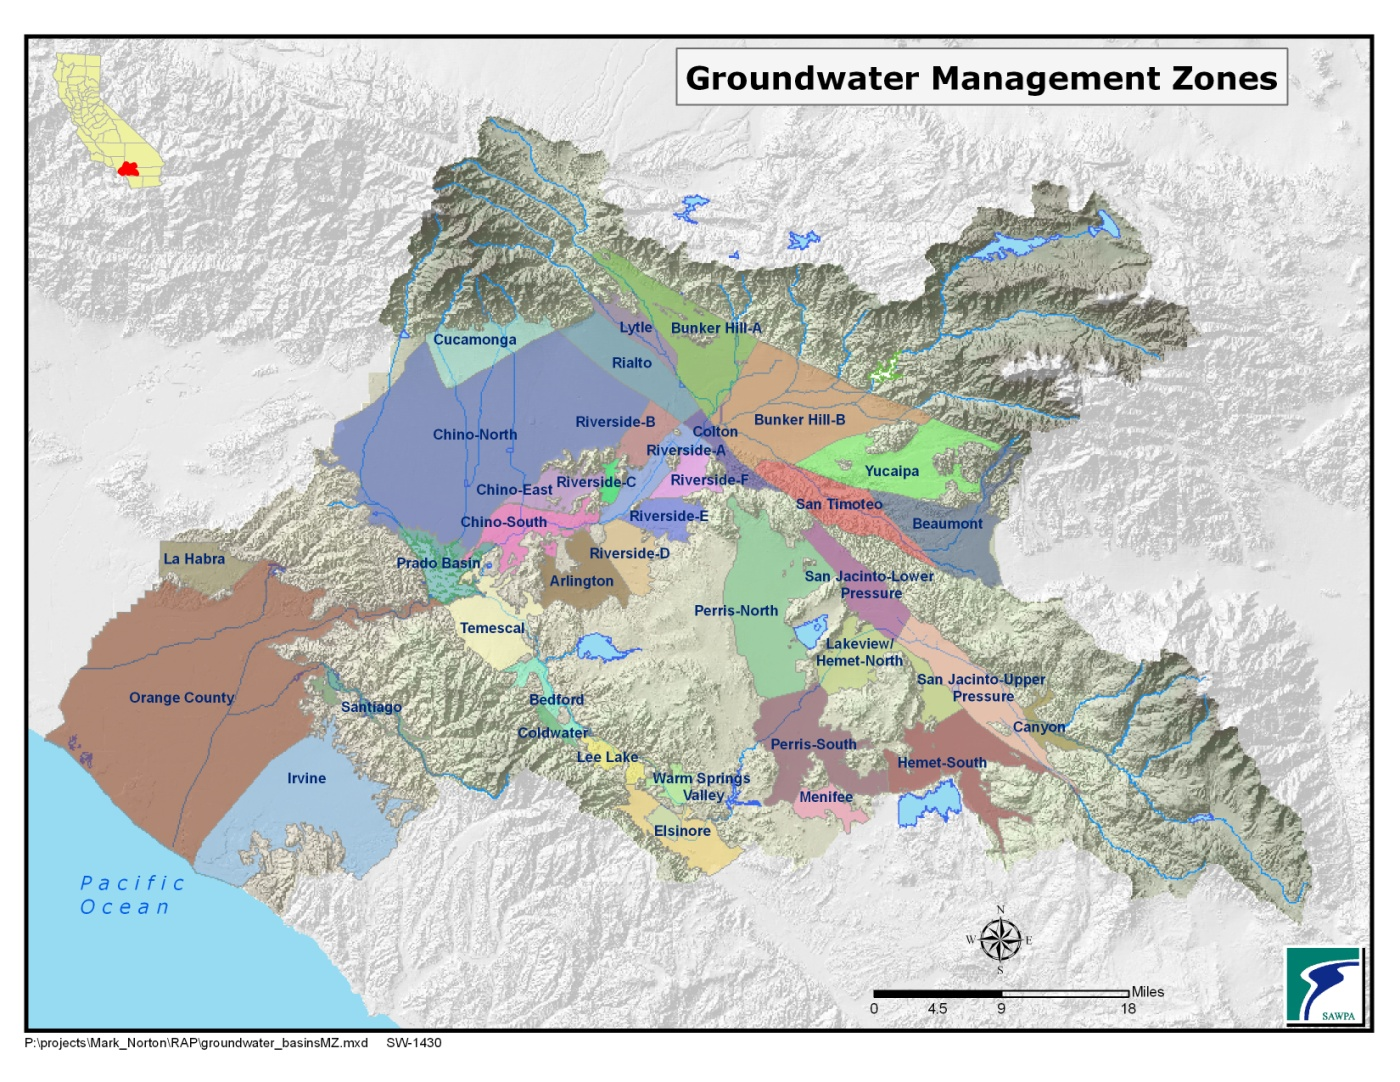 Groundwater Management Zones
Lytle
Bunker Hill-A
Cucamonga
Rialto
Riverside-B
Bunker Hill-B
Chino-North
Colton
Riverside-A
Yucaipa
Riverside-C
Riverside-F
Chino-East
San Timoteo
Riverside-E
Chino-South
Beaumont
Riverside-D
La Habra
Prado Basin
Arlington
San Jacinto-Lower
Pressure
Perris-North
Temescal
Lakeview/
Hemet-North
San Jacinto-Upper
Pressure
Orange County
Santiago
Bedford
Canyon
Coldwater
Perris-South
Lee Lake
Hemet-South
Irvine
Warm Springs
Valley
Menifee
Elsinore
Pacific
Ocean
N
W
E
S
Miles
0 4.5 9 18
SAWPA
P:\projects\Mark_Norton\RAP\groundwater_basinsMZ.mxd SW-1430